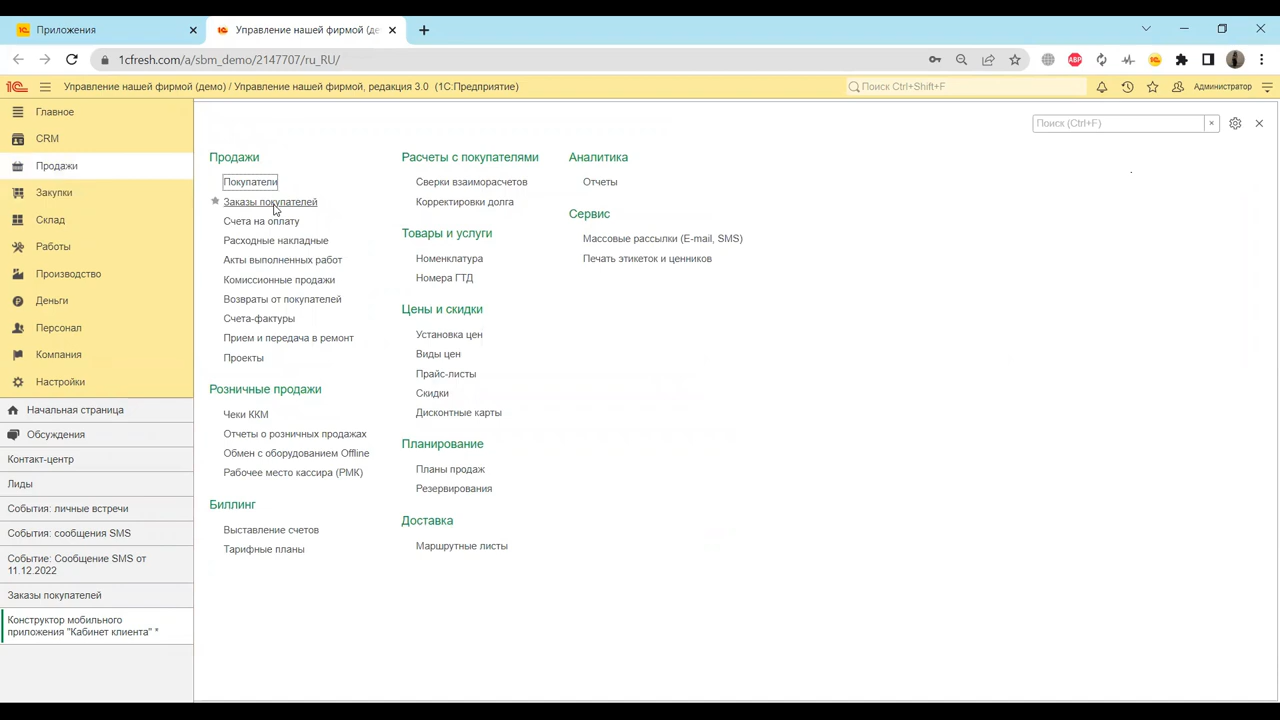 Приложения
Управление нашей фирмой (де
1cfresh.com/a/sbm_demo/2147707/ru_RU/
ABP
1С
Управление нашей фирмой (демо) / Управление нашей фирмой, редакция 3.0 (1С:Предприятие)
Поиск Ctrl+Shift+F
Администратор
Главное
CRM
Продажи
Закупки
Склад
Работы
Производство
Деньги
Персонал
Компания
Настройки
Начальная страница
Обсуждения
Контакт-центр
Лиды
События: личные встречи
События: сообщения SMS
Событие: Сообщение SMS от
11.12.2022
Заказы покупателей
Конструктор мобильного
приложения "Кабинет клиента" *
Поиск (Ctrl+F)
Продажи
Покупатели
Заказы покупателей
Счета на оплату
Расходные накладные
Акты выполненных работ
Комиссионные продажи
Возвраты от покупателей
Счета-фактуры
Прием и передача в ремонт
Проекты
Розничные продажи
Чеки ККМ
Отчеты о розничных продажах
Обмен с оборудованием Offline
Рабочее место кассира (РМК)
Биллинг
Выставление счетов
Тарифные планы
Расчеты с покупателями
Сверки взаиморасчетов
Корректировки долга
Товары и услуги
Номенклатура
Номера ГТД
Цены и скидки
Установка цен
Виды цен
Прайс-листы
Скидки
Дисконтные карты
Планирование
Планы продаж
Резервирования
Доставка
Маршрутные листы
Аналитика
Отчеты
Сервис
Массовые рассылки (E-mail, SMS)
Печать этикеток и ценников